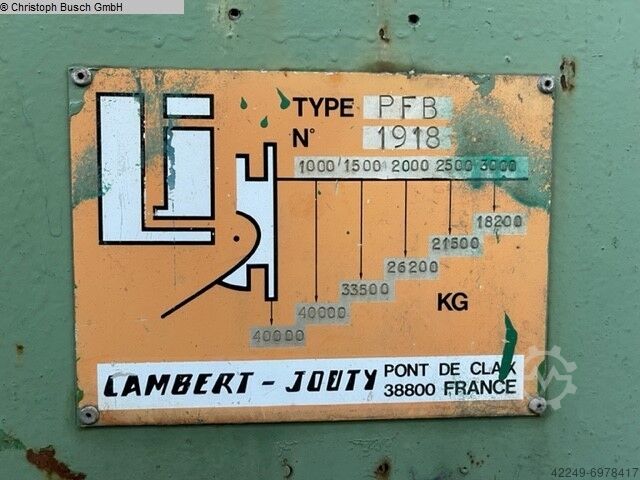 © Christoph Busch GmbH
LJ
TYPE PFB
N° 1918
1000 1500 2000 2500 3000
18200
21500
26200
33500
40000
40000
KG
LAMBERT - JOUTY
PONT DE CLAIX
38800 FRANCE
42249-6978417